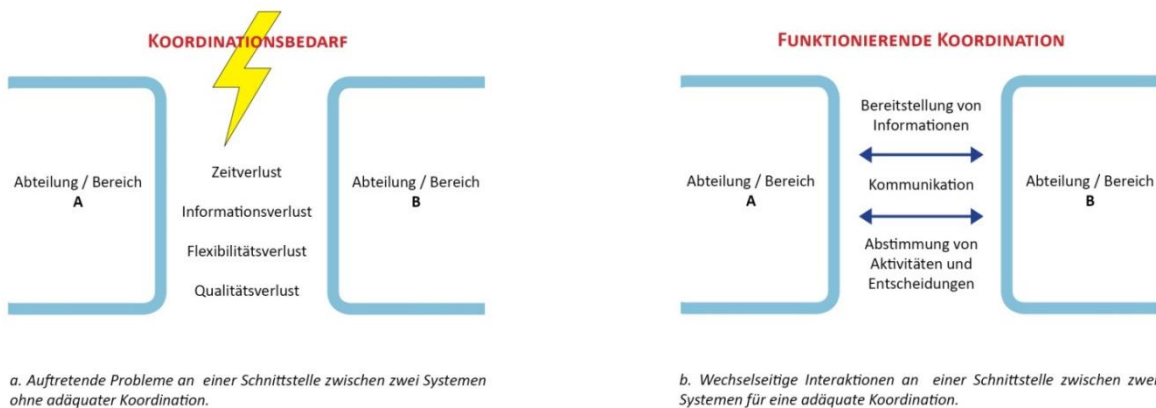 KOORDINATIONSBEDARF
Abteilung / Bereich
A
Zeitverlust
Informationsverlust
Flexibilitätsverlust
Qualitätsverlust
Abteilung / Bereich
B
a. Auftretende Probleme an einer Schnittstelle zwischen zwei Systemen
ohne adäquater Koordination.
FUNKTIONIERENDE KOORDINATION
Abteilung / Bereich
A
Bereitstellung von
Informationen
Kommunikation
Abstimmung von
Aktivitäten und
Entscheidungen
Abteilung / Bereich
B
b. Wechselseitige Interaktionen an einer Schnittstelle zwischen zwei
Systemen für eine adäquate Koordination.